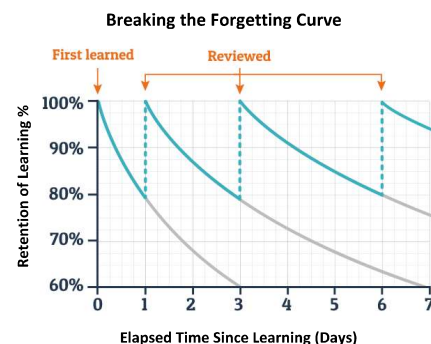 Breaking the Forgetting Curve
First learned
Reviewed
Retention of Learning %
100%
90%
80%
70%
60%
0 1 2 3 4 5 6 7
Elapsed Time Since Learning (Days)